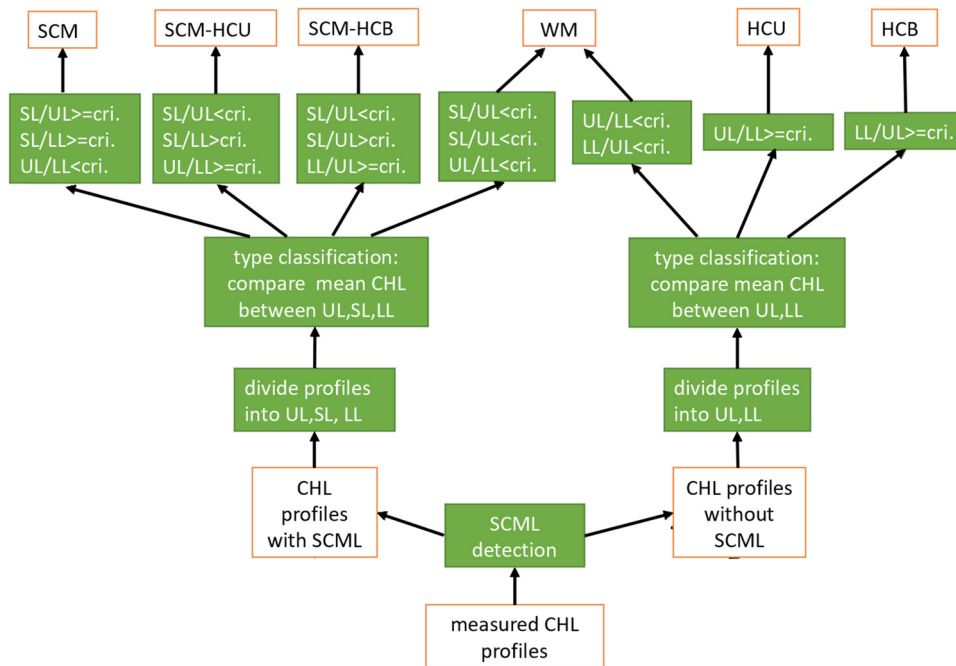 SCM
SCM-HCU
SCM-HCB
WM
HCU
HCB
SL/UL>=cri.
SL/LL>=cri.
UL/LL<cri.
SL/UL<cri.
SL/LL>cri.
UL/LL>=cri.
SL/UL<cri.
SL/UL>cri.
LL/UL>=cri.
SL/UL<cri.
SL/UL<cri.
UL/LL<cri.
UL/LL<cri.
LL/UL<cri.
UL/LL>=cri.
LL/UL>=cri.
type classification:
compare mean CHL
between UL,SL,LL
type classification:
compare mean CHL
between UL,LL
divide profiles
into UL,SL, LL
divide profiles
into UL,LL
CHL
profiles
with SCML
SCML
detection
CHL profiles
without
SCML
measured CHL
profiles